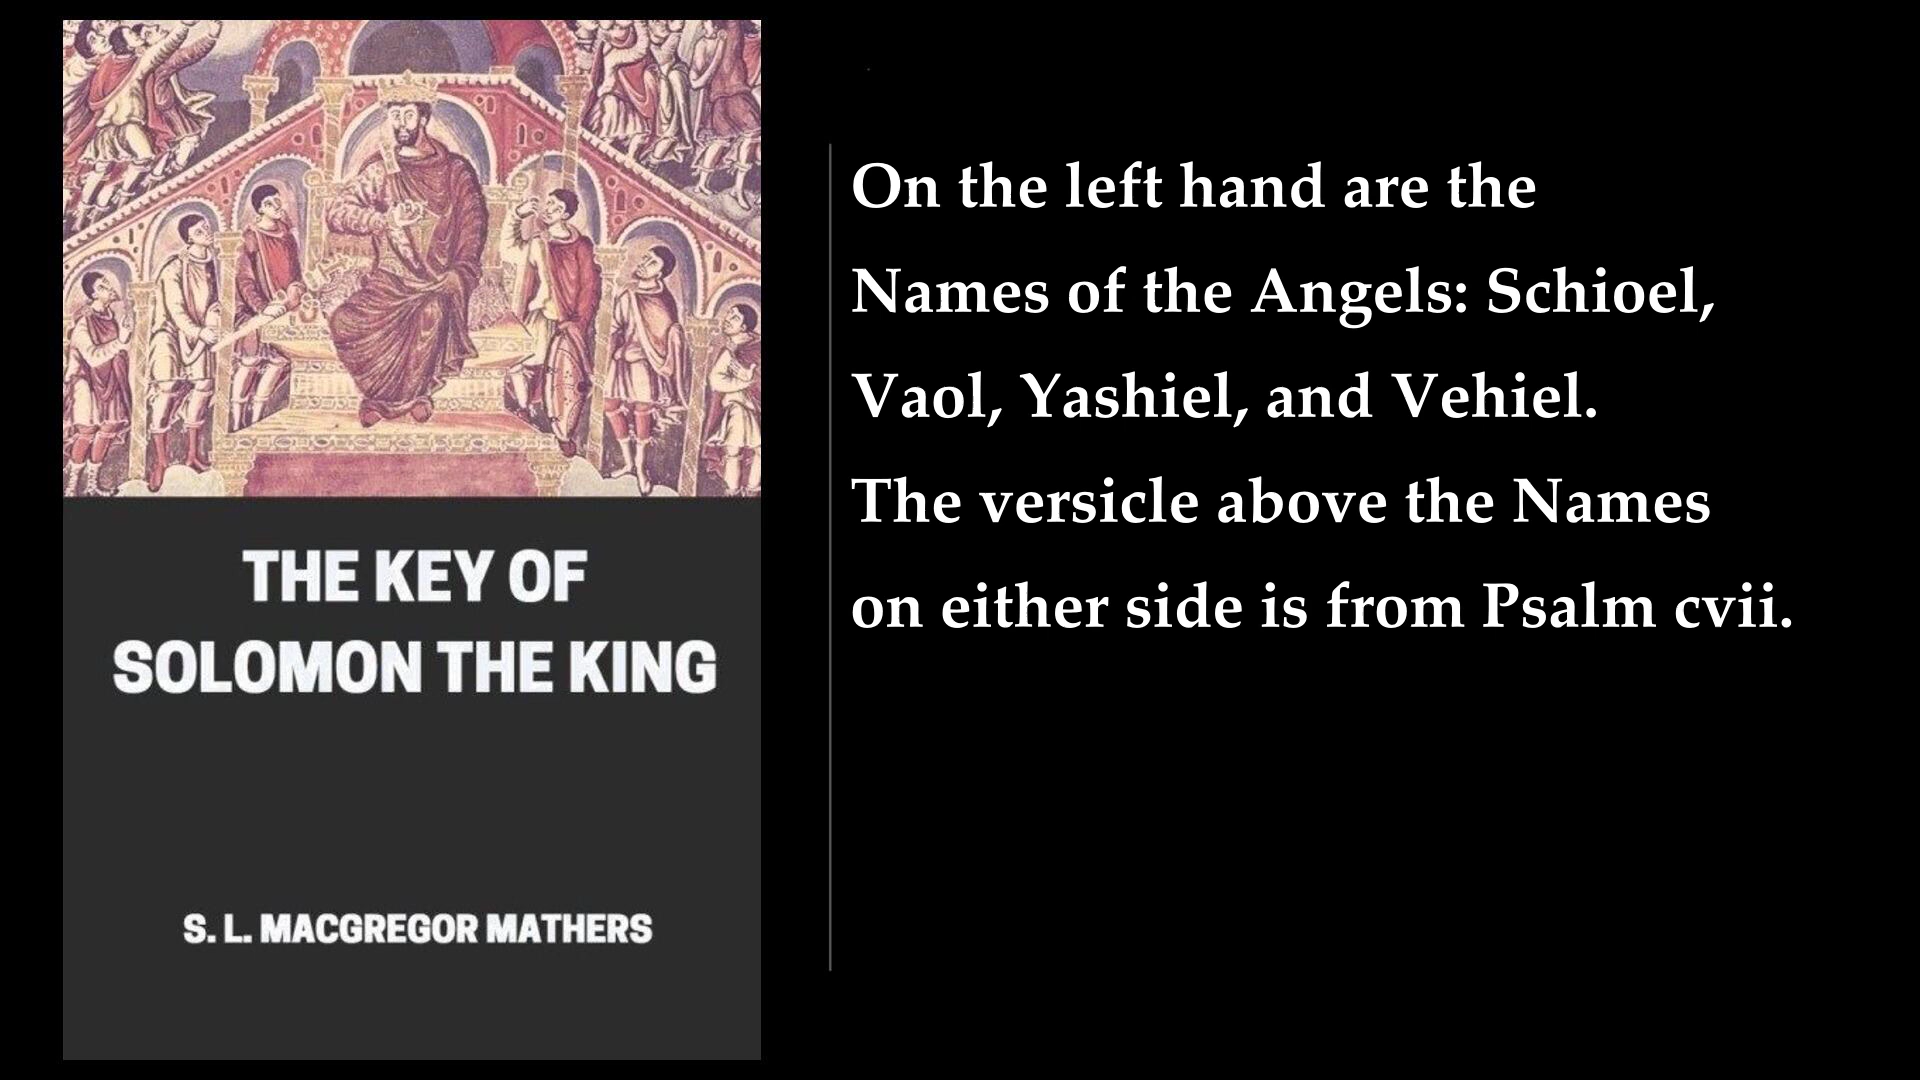 THE KEY OF
SOLOMON THE KING
S. L. MACGREGOR MATHERS
On the left hand are the
Names of the Angels: Schioel,
Vaol, Yashiel, and Vehiel.
The versicle above the Names
on either side is from Psalm cvii.